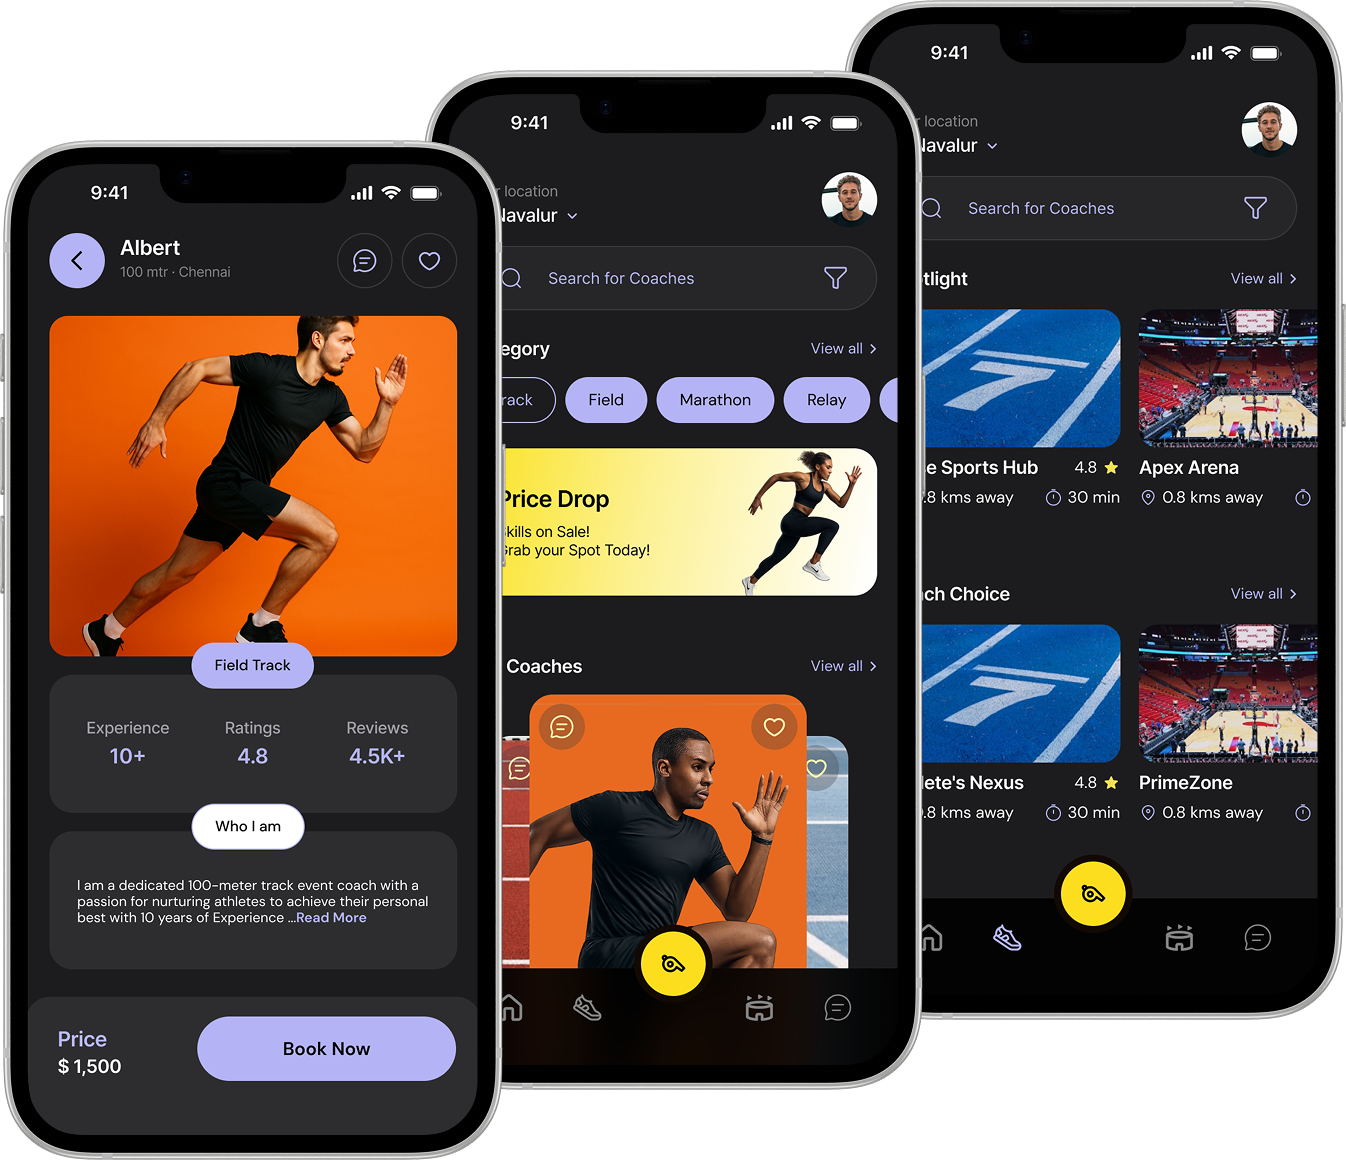 9:41
Albert
100 mtr · Chennai
Field Track
Experience
Ratings
Reviews
10+
4.8
4.5K+
Who I am
I am a dedicated 100-meter track event coach with a
passion for nurturing athletes to achieve their personal
best with 10 years of Experience ...Read More
Price
$ 1,500
Book Now
9:41
location
Navalur
Search for Coaches
egory
View all
rack
Field
Marathon
Relay
Price Drop
Skills on Sale!
Grab your Spot Today!
Coaches
View all
9:41
location
Navalur
Search for Coaches
tlight
View all
e Sports Hub
4.8
.8 kms away
30 min
Apex Arena
0.8 kms away
ch Choice
View all
lete's Nexus
4.8
.8 kms away
30 min
PrimeZone
0.8 kms away